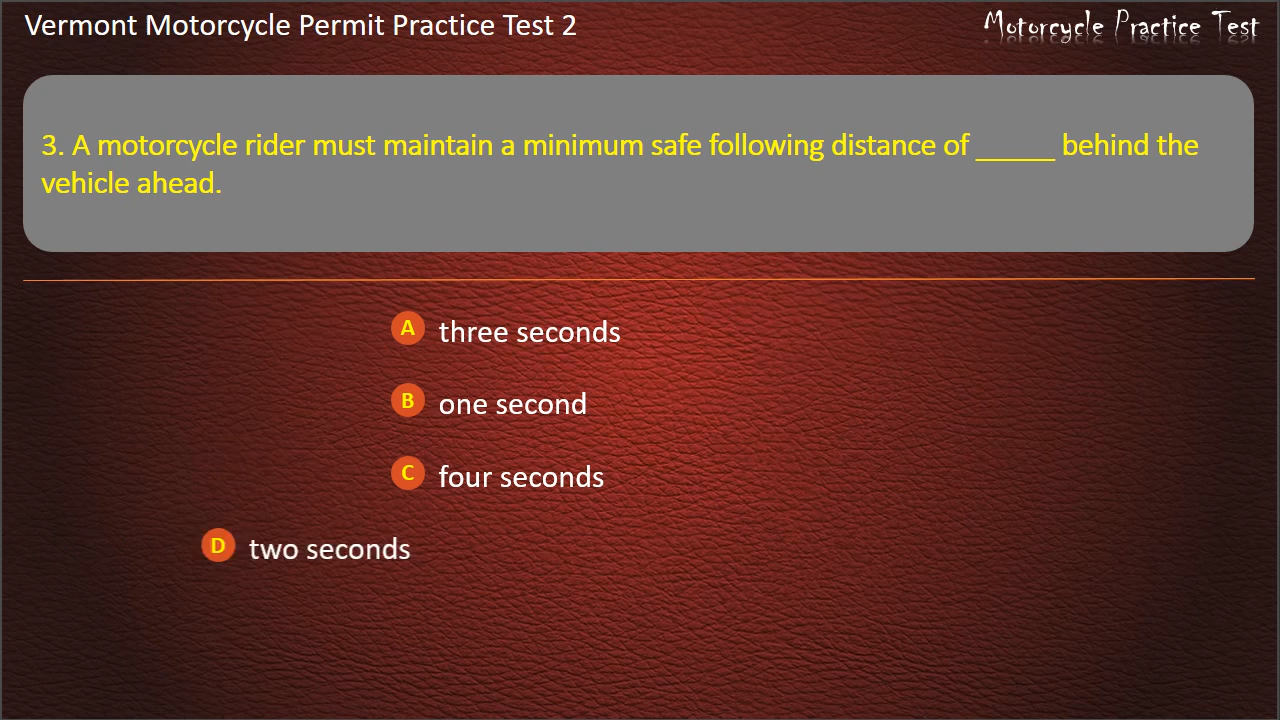 Vermont Motorcycle Permit Practice Test 2
Motorcycle Practice Test
3. A motorcycle rider must maintain a minimum safe following distance of _____ behind the
vehicle ahead.
A three seconds
B one second
C four seconds
D two seconds